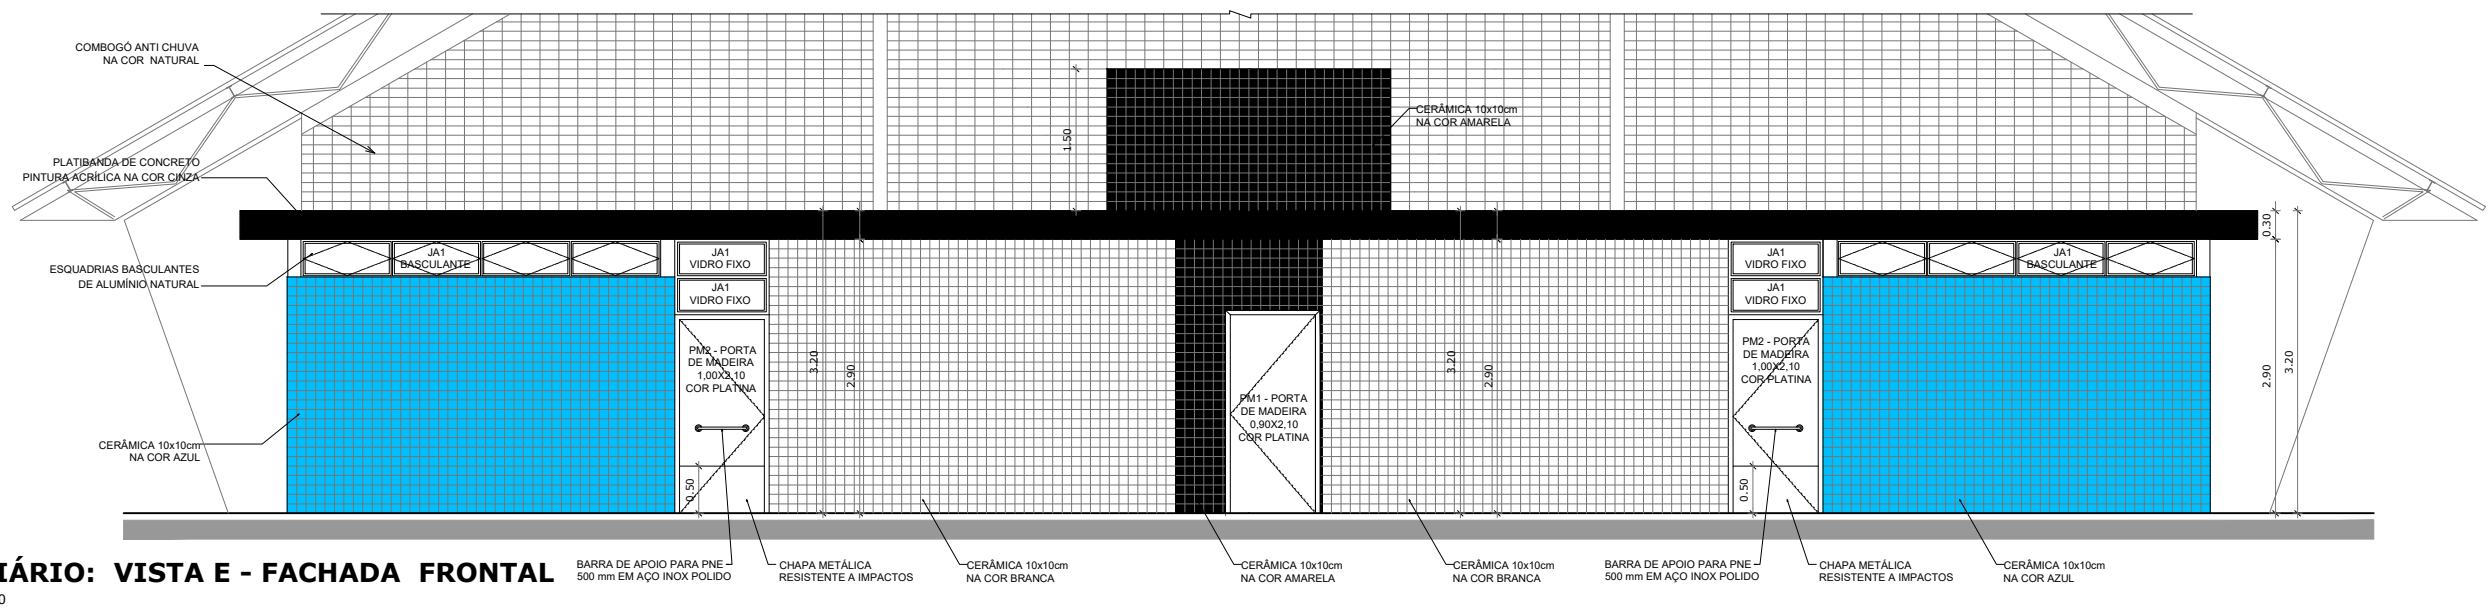 COMBOGÓ ANTI CHUVA
NA COR NATURAL
CERÂMICA 10x10cm
NA COR AMARELA
1.50
PLATIBANDA DE CONCRETO
PINTURA ACRÍLICA NA COR CINZA
0.30
ESQUADRIAS BASCULANTES
DE ALUMÍNIO NATURAL
JA1
BASCULANTE
JA1
VIDRO FIXO
JA1
VIDRO FIXO
JA1
VIDRO FIXO
JA1
VIDRO FIXO
JA1
BASCULANTE
PM2 - PORTA
DE MADEIRA
1,00X2,10
COR PLATINA
3.20
2.90
PM1 - PORTA
DE MADEIRA
0,90X2,10
COR PLATINA
3.20
2.90
PM2 - PORTA
DE MADEIRA
1,00X2,10
COR PLATINA
2.90
3.20
CERÂMICA 10x10cm
NA COR AZUL
0.50
0.50
IÁRIO: VISTA E - FACHADA FRONTAL
0
BARRA DE APOIO PARA PNE
500 mm EM AÇO INOX POLIDO
CHAPA METÁLICA
RESISTENTE A IMPACTOS
CERÂMICA 10x10cm
NA COR BRANCA
CERÂMICA 10x10cm
NA COR AMARELA
CERÂMICA 10x10cm
NA COR BRANCA
BARRA DE APOIO PARA PNE
500 mm EM AÇO INOX POLIDO
CHAPA METÁLICA
RESISTENTE A IMPACTOS
CERÂMICA 10x10cm
NA COR AZUL